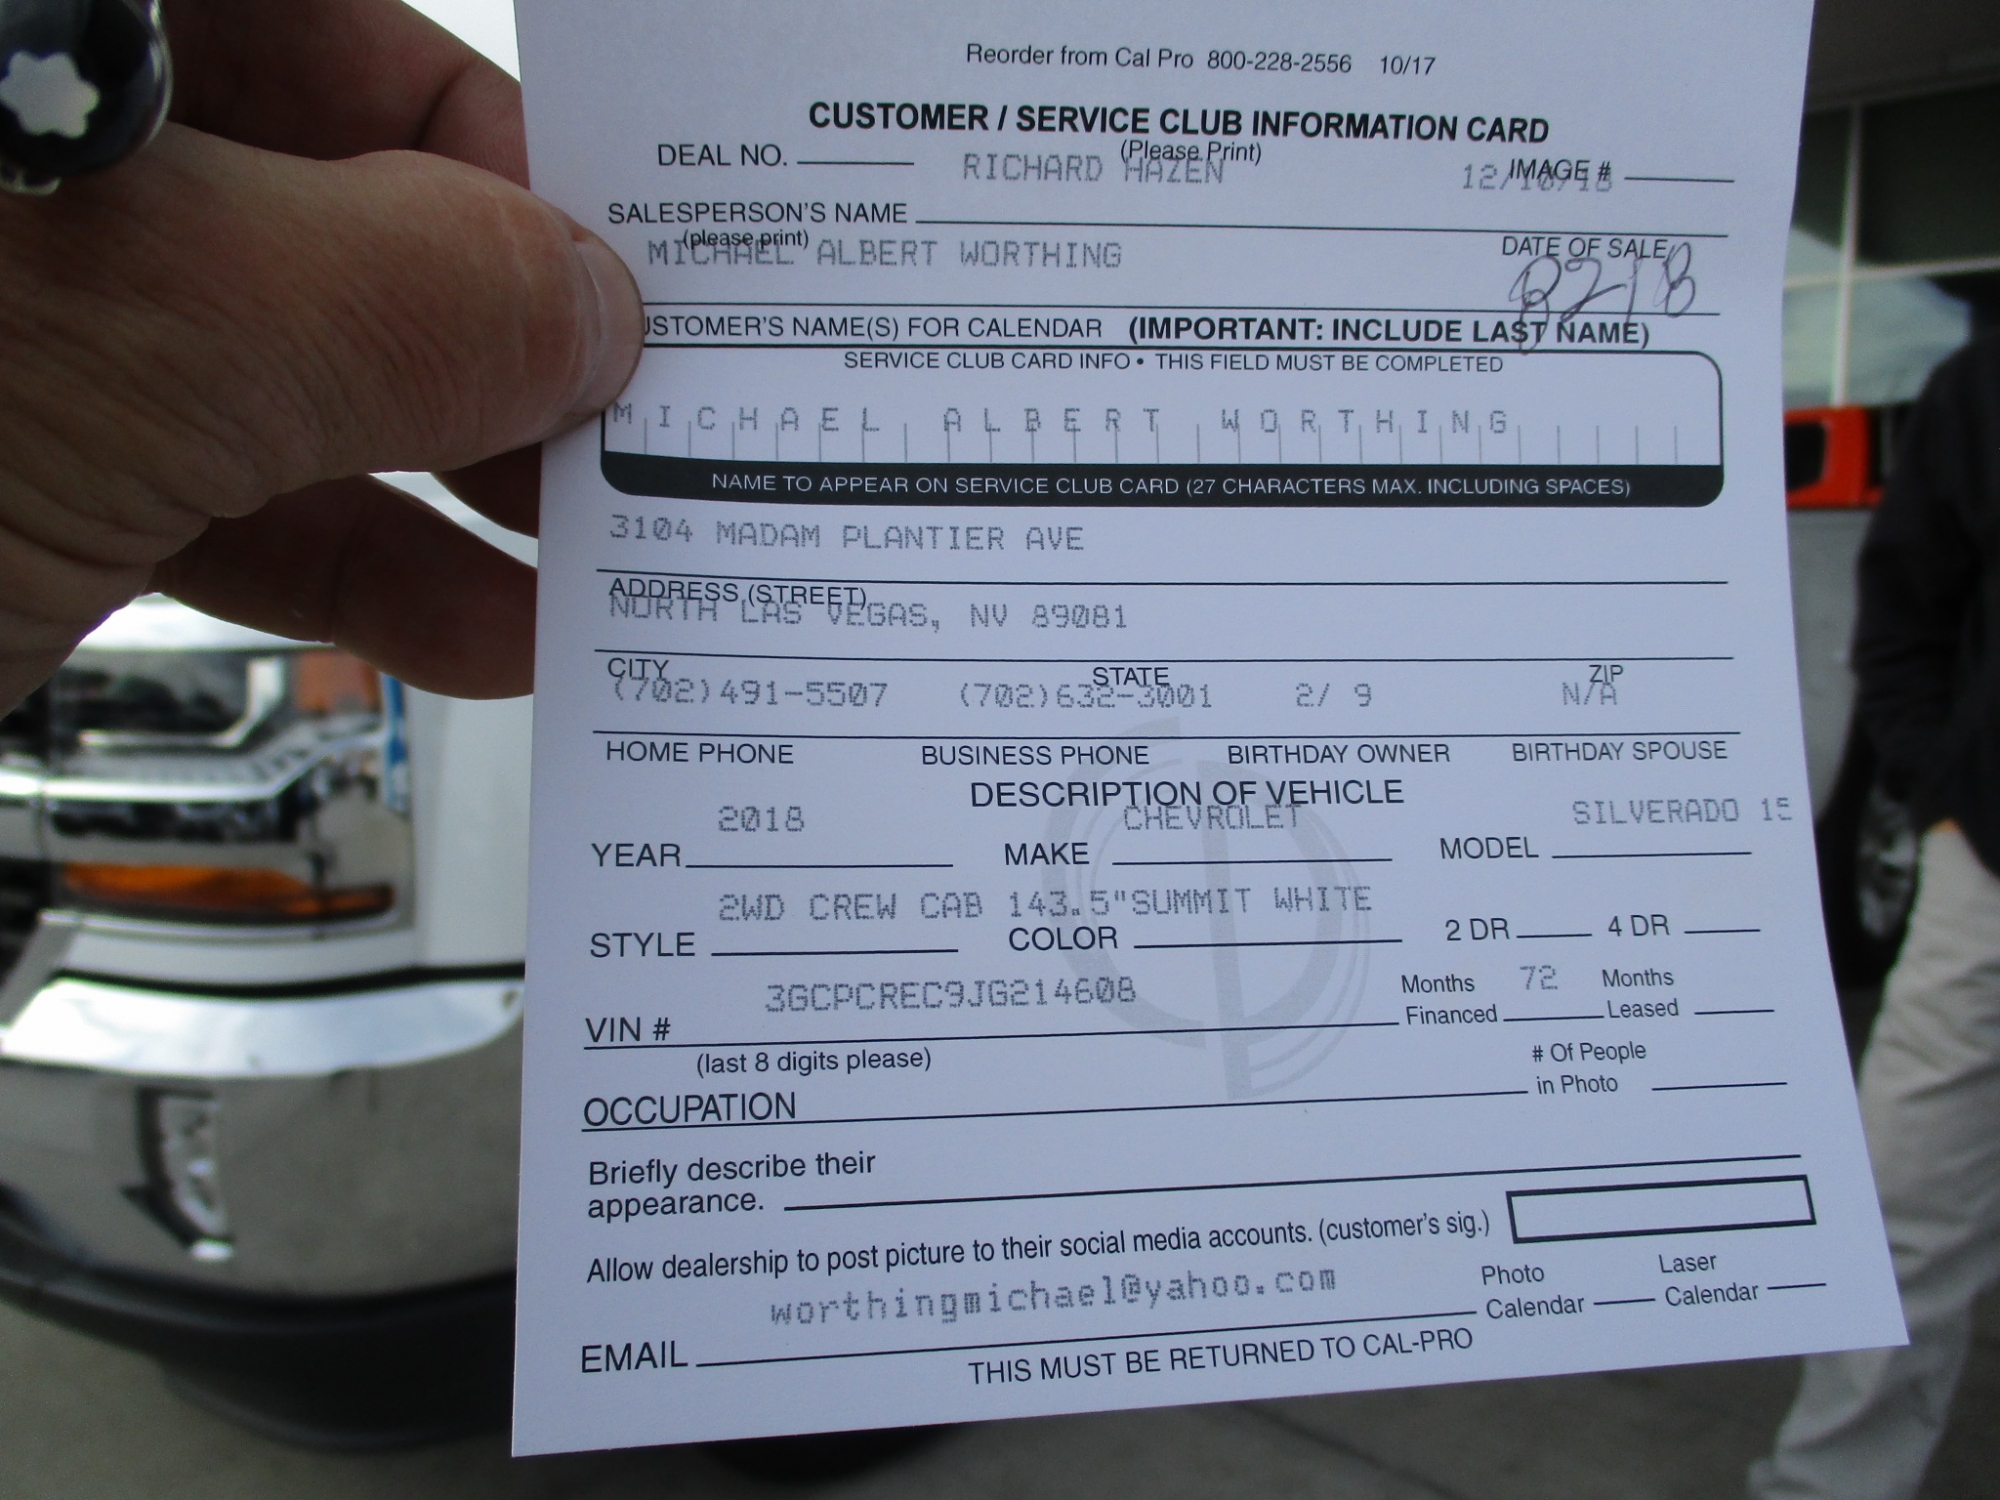 Reorder from Cal Pro 800-228-2556 10/17
CUSTOMER / SERVICE CLUB INFORMATION CARD
(Please Print)
DEAL NO. RICHARD HAZEN IMAGE #
SALESPERSON'S NAME
(please print)
MICHAEL ALBERT WORTHING DATE OF SALE
USTOMER'S NAME(S) FOR CALENDAR (IMPORTANT: INCLUDE LAST NAME)
SERVICE CLUB CARD INFO • THIS FIELD MUST BE COMPLETED
MICHAEL ALBERT WORTHING
NAME TO APPEAR ON SERVICE CLUB CARD (27 CHARACTERS MAX. INCLUDING SPACES)
3104 MADAM PLANTIER AVE
ADDRESS (STREET)
NORTH LAS VEGAS, NV 89081
CITY STATE ZIP
(702)491-5507 (702)632-3001 2/ 9 N/A
HOME PHONE BUSINESS PHONE BIRTHDAY OWNER BIRTHDAY SPOUSE
DESCRIPTION OF VEHICLE
2018 CHEVROLET SILVERADO 15
YEAR MAKE MODEL
2WD CREW CAB 143.5"SUMMIT WHITE
STYLE COLOR 2 DR 4 DR
3GCPCREC9JG214608 Months 72 Months
VIN # Financed Leased
(last 8 digits please) # Of People
OCCUPATION in Photo
Briefly describe their
appearance.
Allow dealership to post picture to their social media accounts. (customer's sig.)
worthingmichael@yahoo.com Photo Laser
EMAIL Calendar Calendar
THIS MUST BE RETURNED TO CAL-PRO